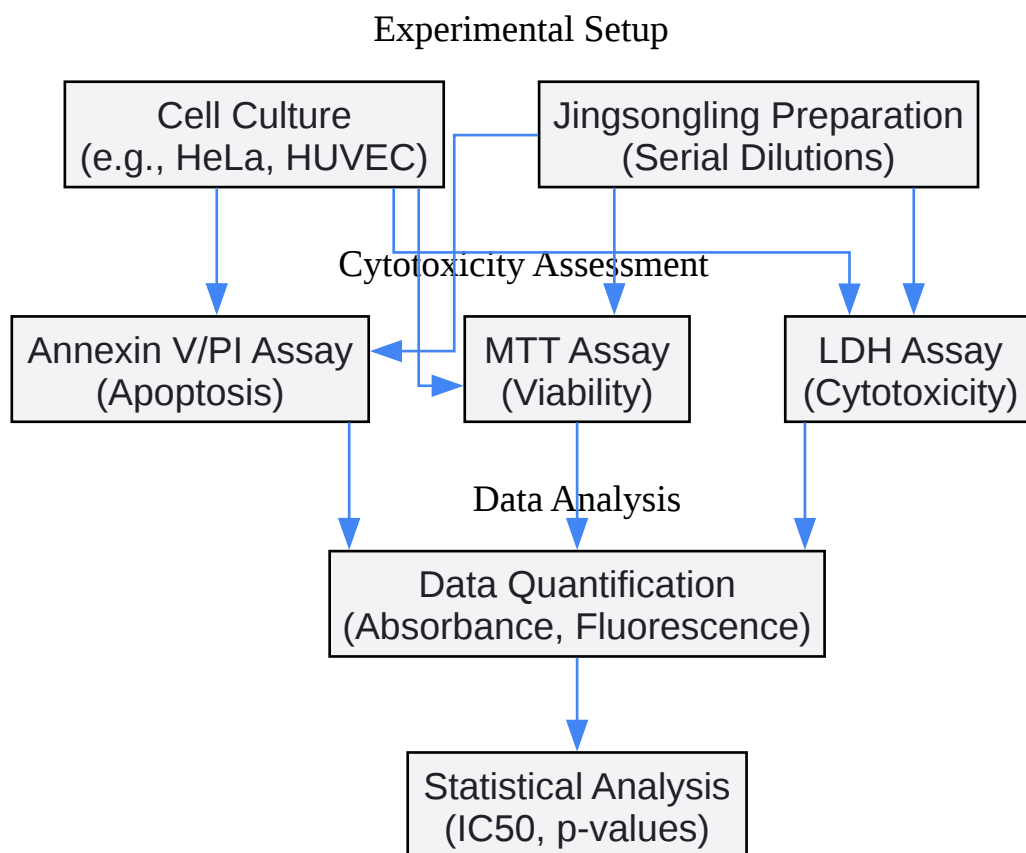 Experimental Setup
Cell Culture
(e.g., HeLa, HUVEC)
Jingsongling Preparation
(Serial Dilutions)
Cytotoxicity Assessment
Annexin V/PI Assay
(Apoptosis)
MTT Assay
(Viability)
LDH Assay
(Cytotoxicity)
Data Analysis
Data Quantification
(Absorbance, Fluorescence)
Statistical Analysis
(IC50, p-values)